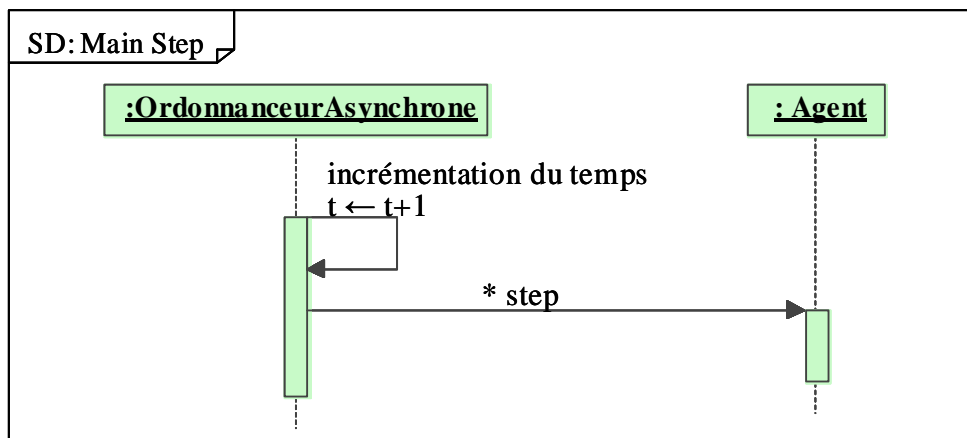 SD: Main Step
:OrdonnanceurAsynchrone
: Agent
incrémentation du temps
t ← t+1
* step